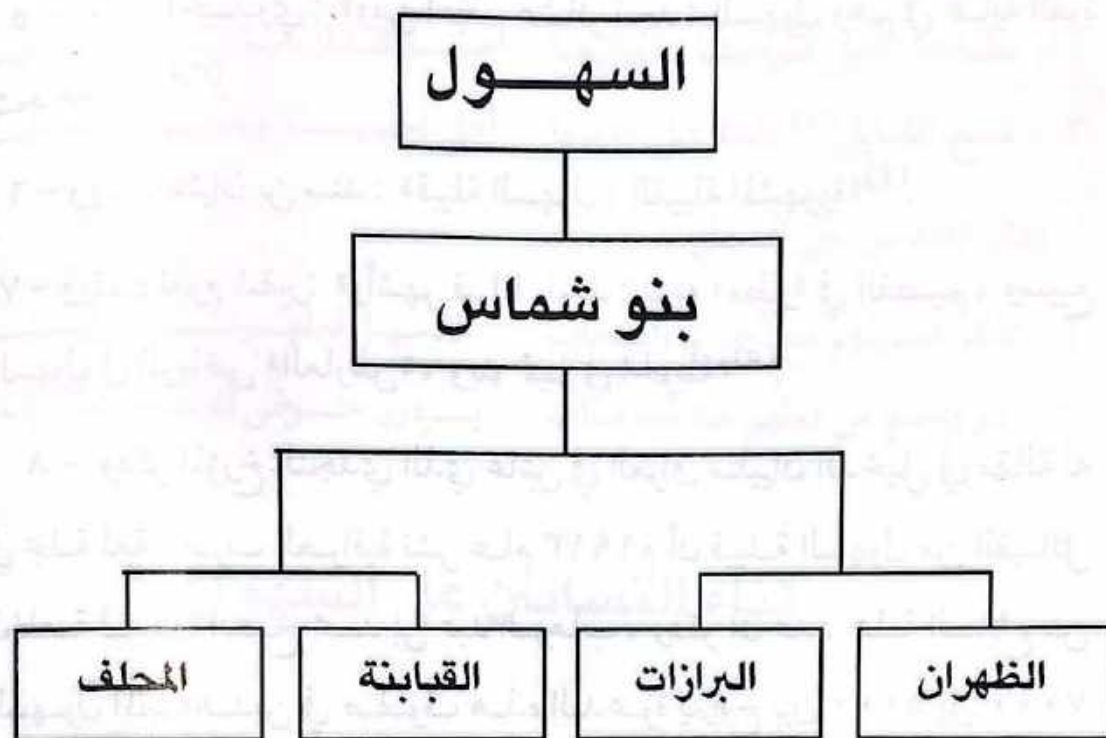 السهول
بنو شماس
الظهران
البرازات
القبابنة
المحلف